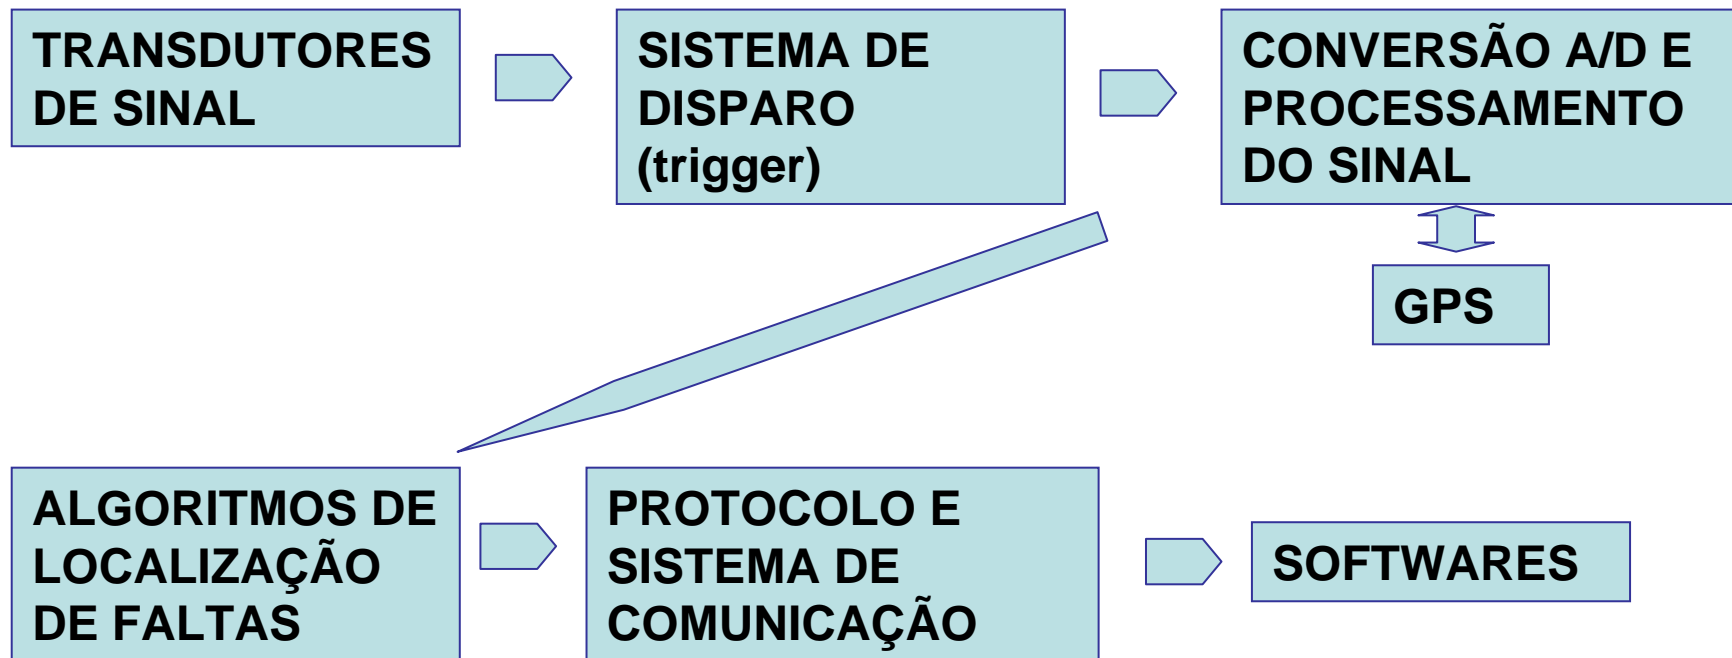 TRANSDUTORES
DE SINAL
SISTEMA DE
DISPARO
(trigger)
CONVERSÃO A/D E
PROCESSAMENTO
DO SINAL
GPS
ALGORITMOS DE
LOCALIZAÇÃO
DE FALTAS
PROTOCOLO E
SISTEMA DE
COMUNICAÇÃO
SOFTWARES